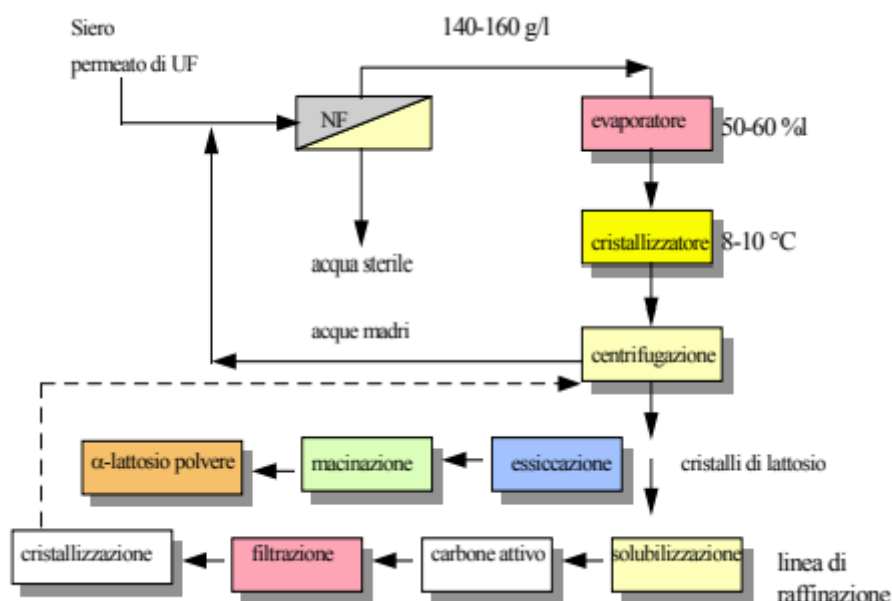 Siero
permeato di UF
140-160 g/l
NF
evaporatore
50-60 %l
cristallizzatore
8-10 °C
acqua sterile
acque madri
centrifugazione
α-lattosio polvere
macinazione
essiccazione
cristalli di lattosio
cristallizzazione
filtrazione
carbone attivo
solubilizzazione
linea di
raffinazione